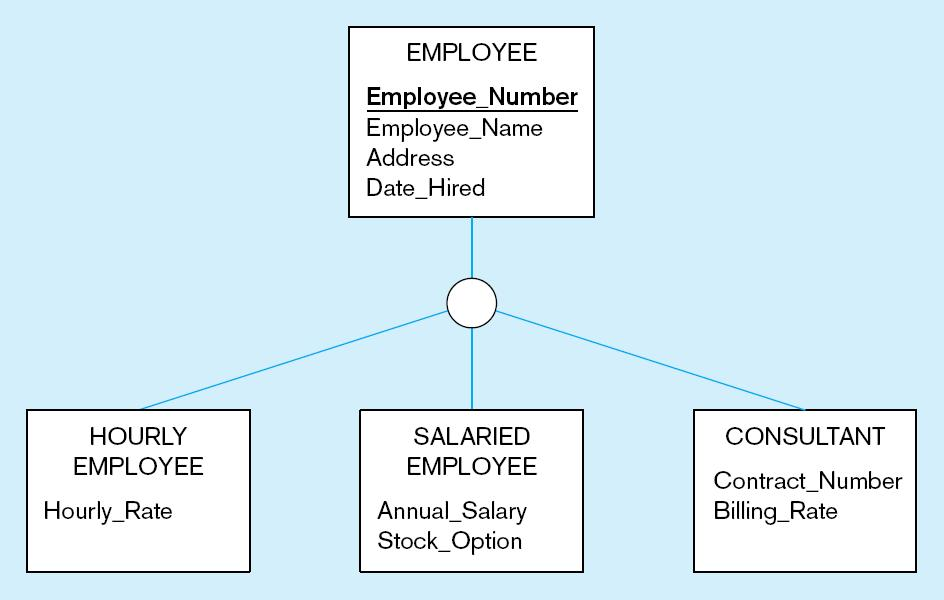 EMPLOYEE
Employee_Number
Employee_Name
Address
Date_Hired
HOURLY
EMPLOYEE
Hourly_Rate
SALARIED
EMPLOYEE
Annual_Salary
Stock_Option
CONSULTANT
Contract_Number
Billing_Rate